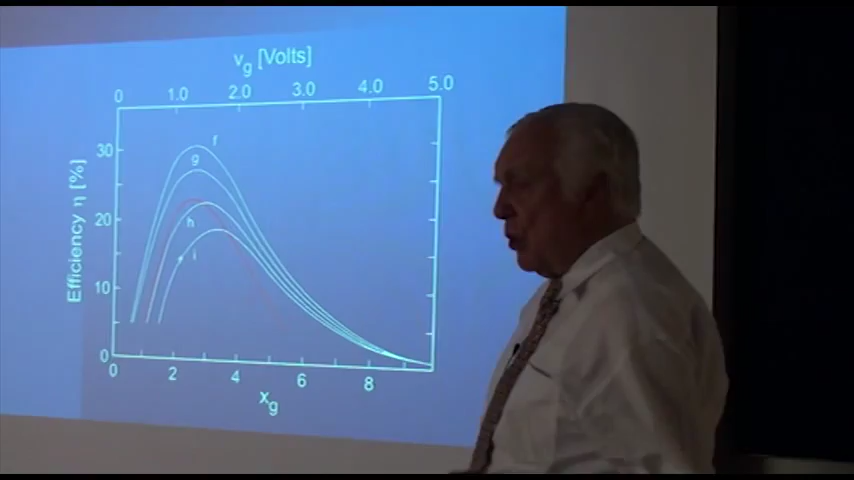 v_g [Volts]
0 1.0 2.0 3.0 4.0 5.0
f
30
g
Efficiency η [%]
20
h
i
10
0
0 2 4 6 8
x_g